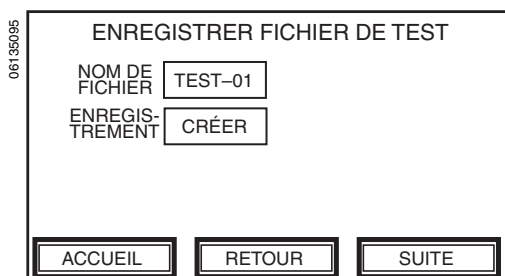 06135095
ENREGISTRER FICHIER DE TEST
NOM DE
FICHIER
TEST–01
ENREGIS-
TREMENT
CRÉER
ACCUEIL
RETOUR
SUITE